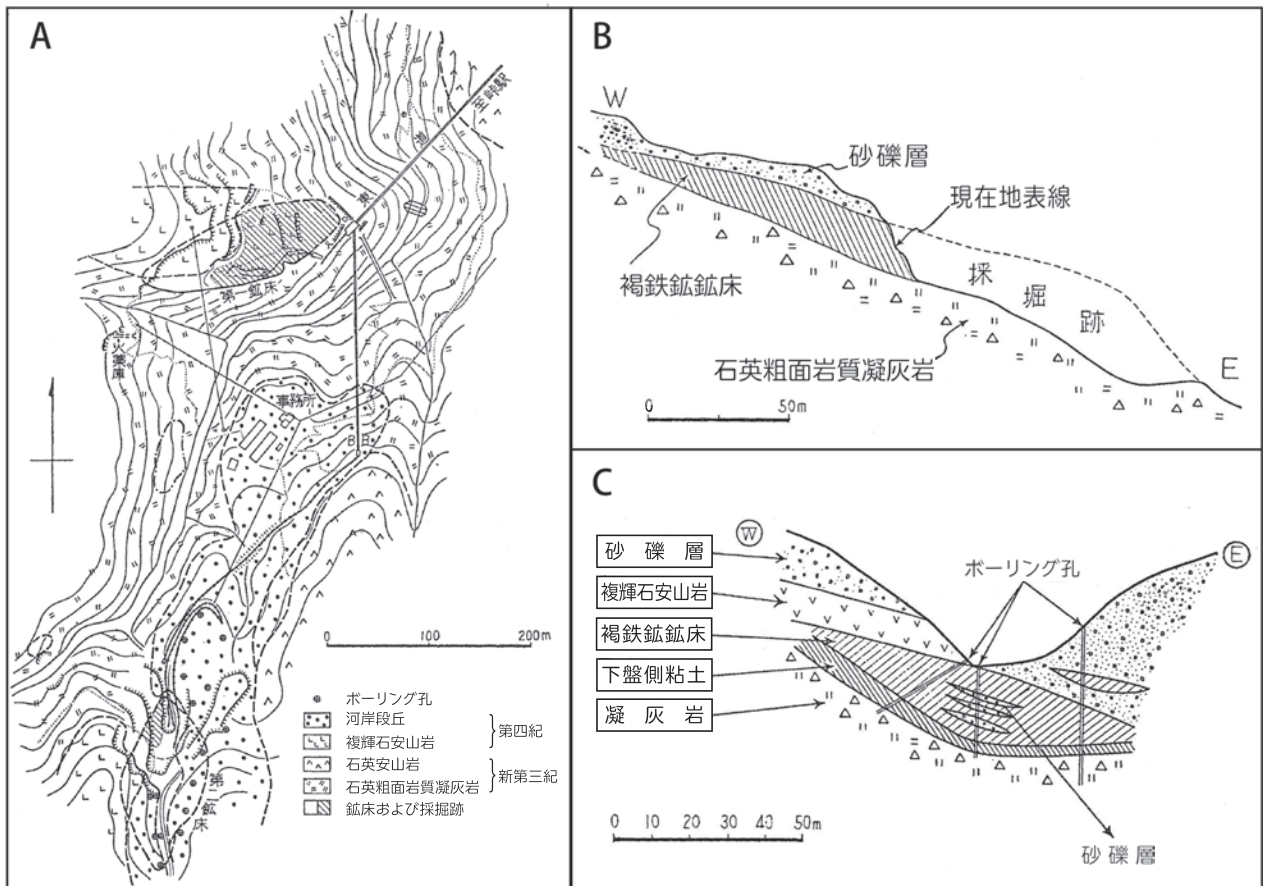 A
至峠駅
索道
第一鉱床
火薬庫
事務所
第二鉱床
0 100 200m
ボーリング孔
河岸段丘
複輝石安山岩
第四紀
石英安山岩
石英粗面岩質凝灰岩
新第三紀
鉱床および採掘跡
B
W
砂礫層
現在地表線
褐鉄鉱鉱床
採掘跡
石英粗面岩質凝灰岩
E
0 50m
C
W
E
砂礫層
ボーリング孔
複輝石安山岩
褐鉄鉱鉱床
下盤側粘土
凝灰岩
0 10 20 30 40 50m
砂礫層